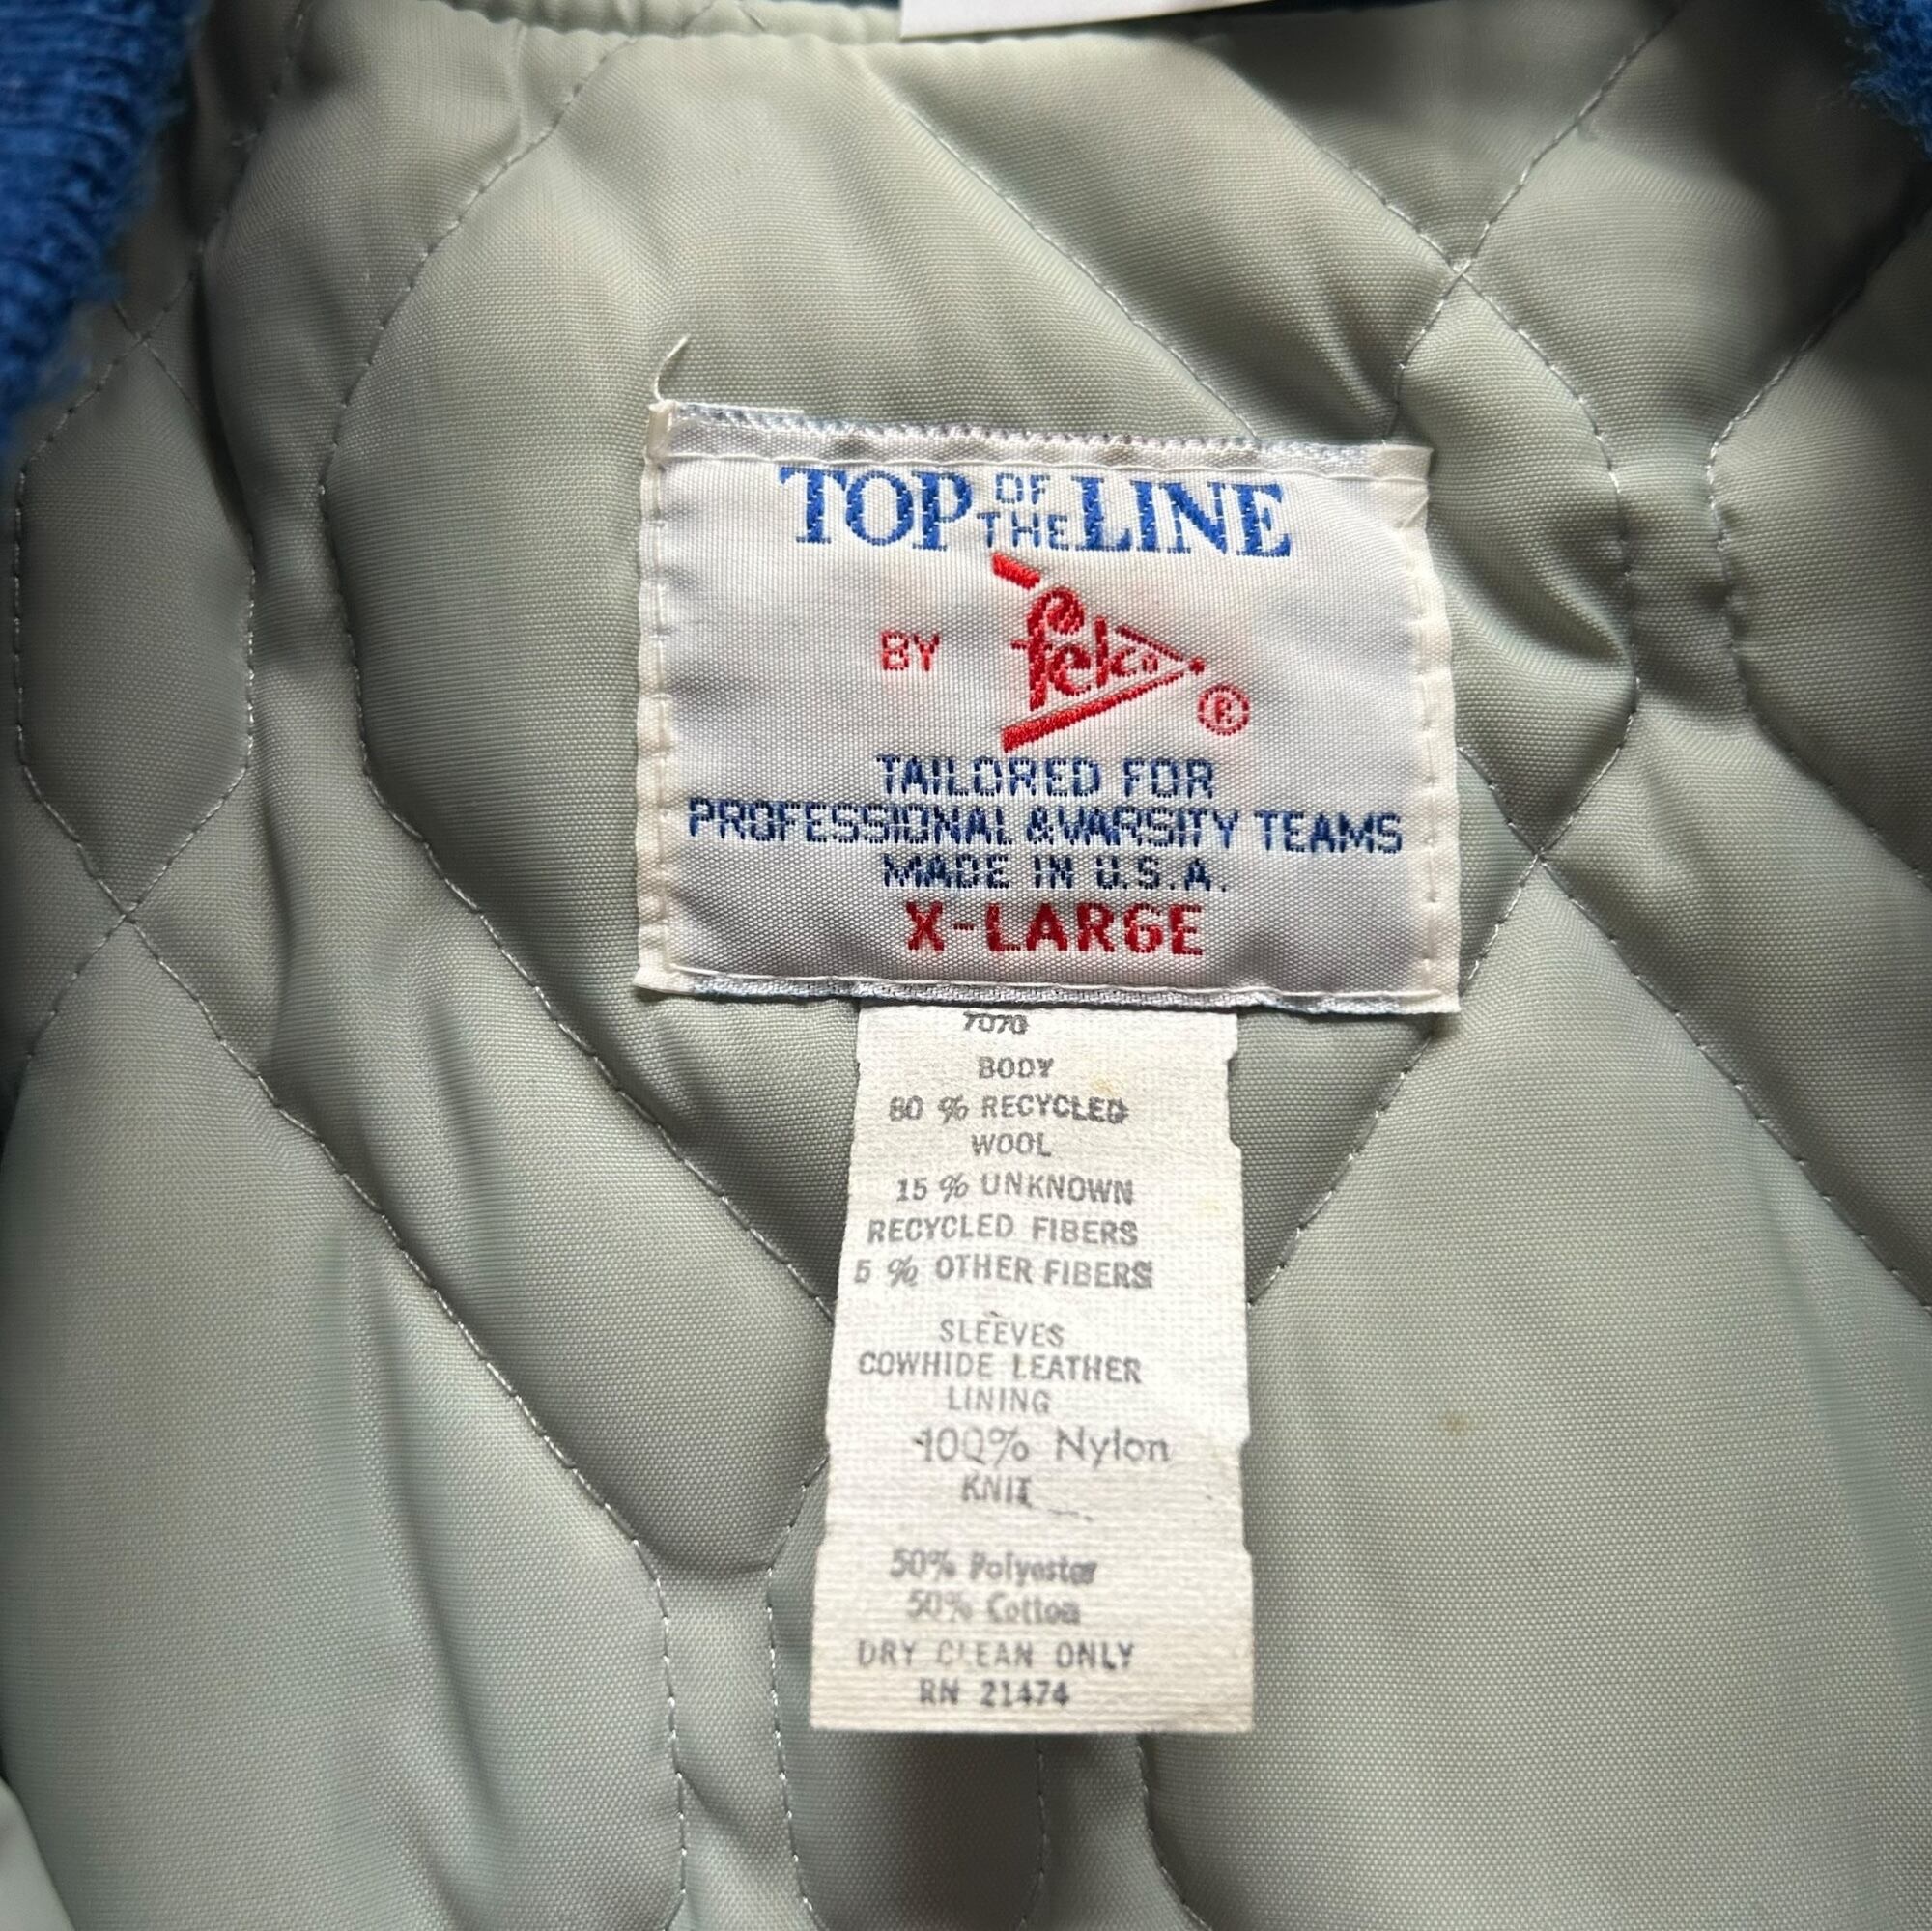 TOP OF THE LINE
BY felco ®
TAILORED FOR
PROFESSIONAL & VARSITY TEAMS
MADE IN U.S.A.
X-LARGE
7070
BODY
80 % RECYCLED
WOOL
15 % UNKNOWN
RECYCLED FIBERS
5 % OTHER FIBERS
SLEEVES
COWHIDE LEATHER
LINING
100% Nylon
KNIT
50% Polyester
50% Cotton
DRY CLEAN ONLY
RN 21474